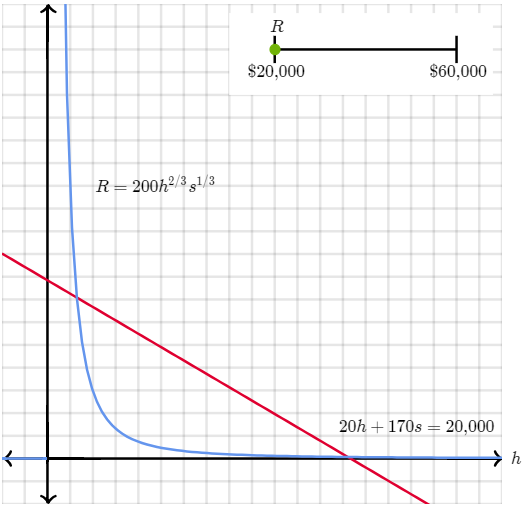 R
$20,000 $60,000
R = 200h^{2/3}s^{1/3}
20h + 170s = 20,000
h